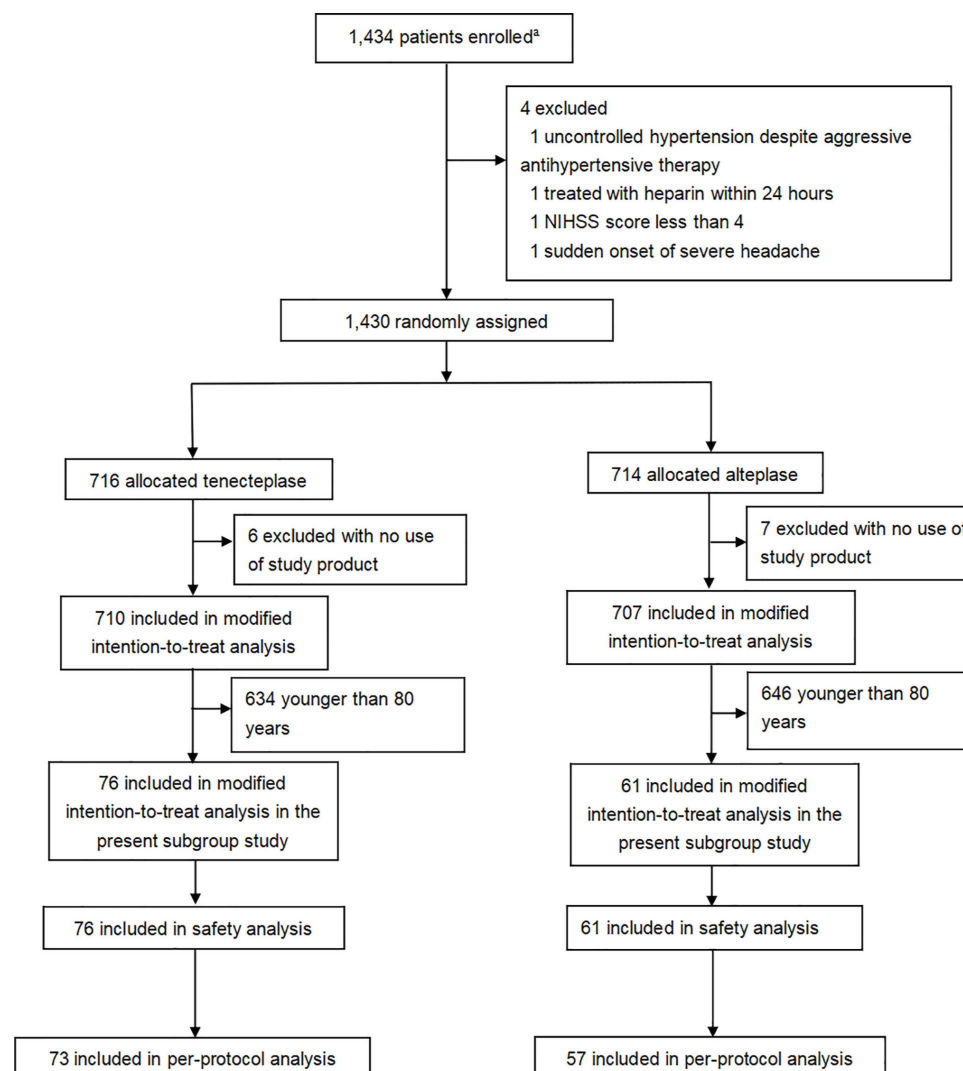 1,434 patients enrolledª
4 excluded
1 uncontrolled hypertension despite aggressive
antihypertensive therapy
1 treated with heparin within 24 hours
1 NIHSS score less than 4
1 sudden onset of severe headache
1,430 randomly assigned
716 allocated tenecteplase
714 allocated alteplase
6 excluded with no use
of study product
7 excluded with no use of
study product
710 included in modified
intention-to-treat analysis
707 included in modified
intention-to-treat analysis
634 younger than 80
years
646 younger than 80
years
76 included in modified
intention-to-treat analysis in the
present subgroup study
61 included in modified
intention-to-treat analysis in the
present subgroup study
76 included in safety analysis
61 included in safety analysis
73 included in per-protocol analysis
57 included in per-protocol analysis